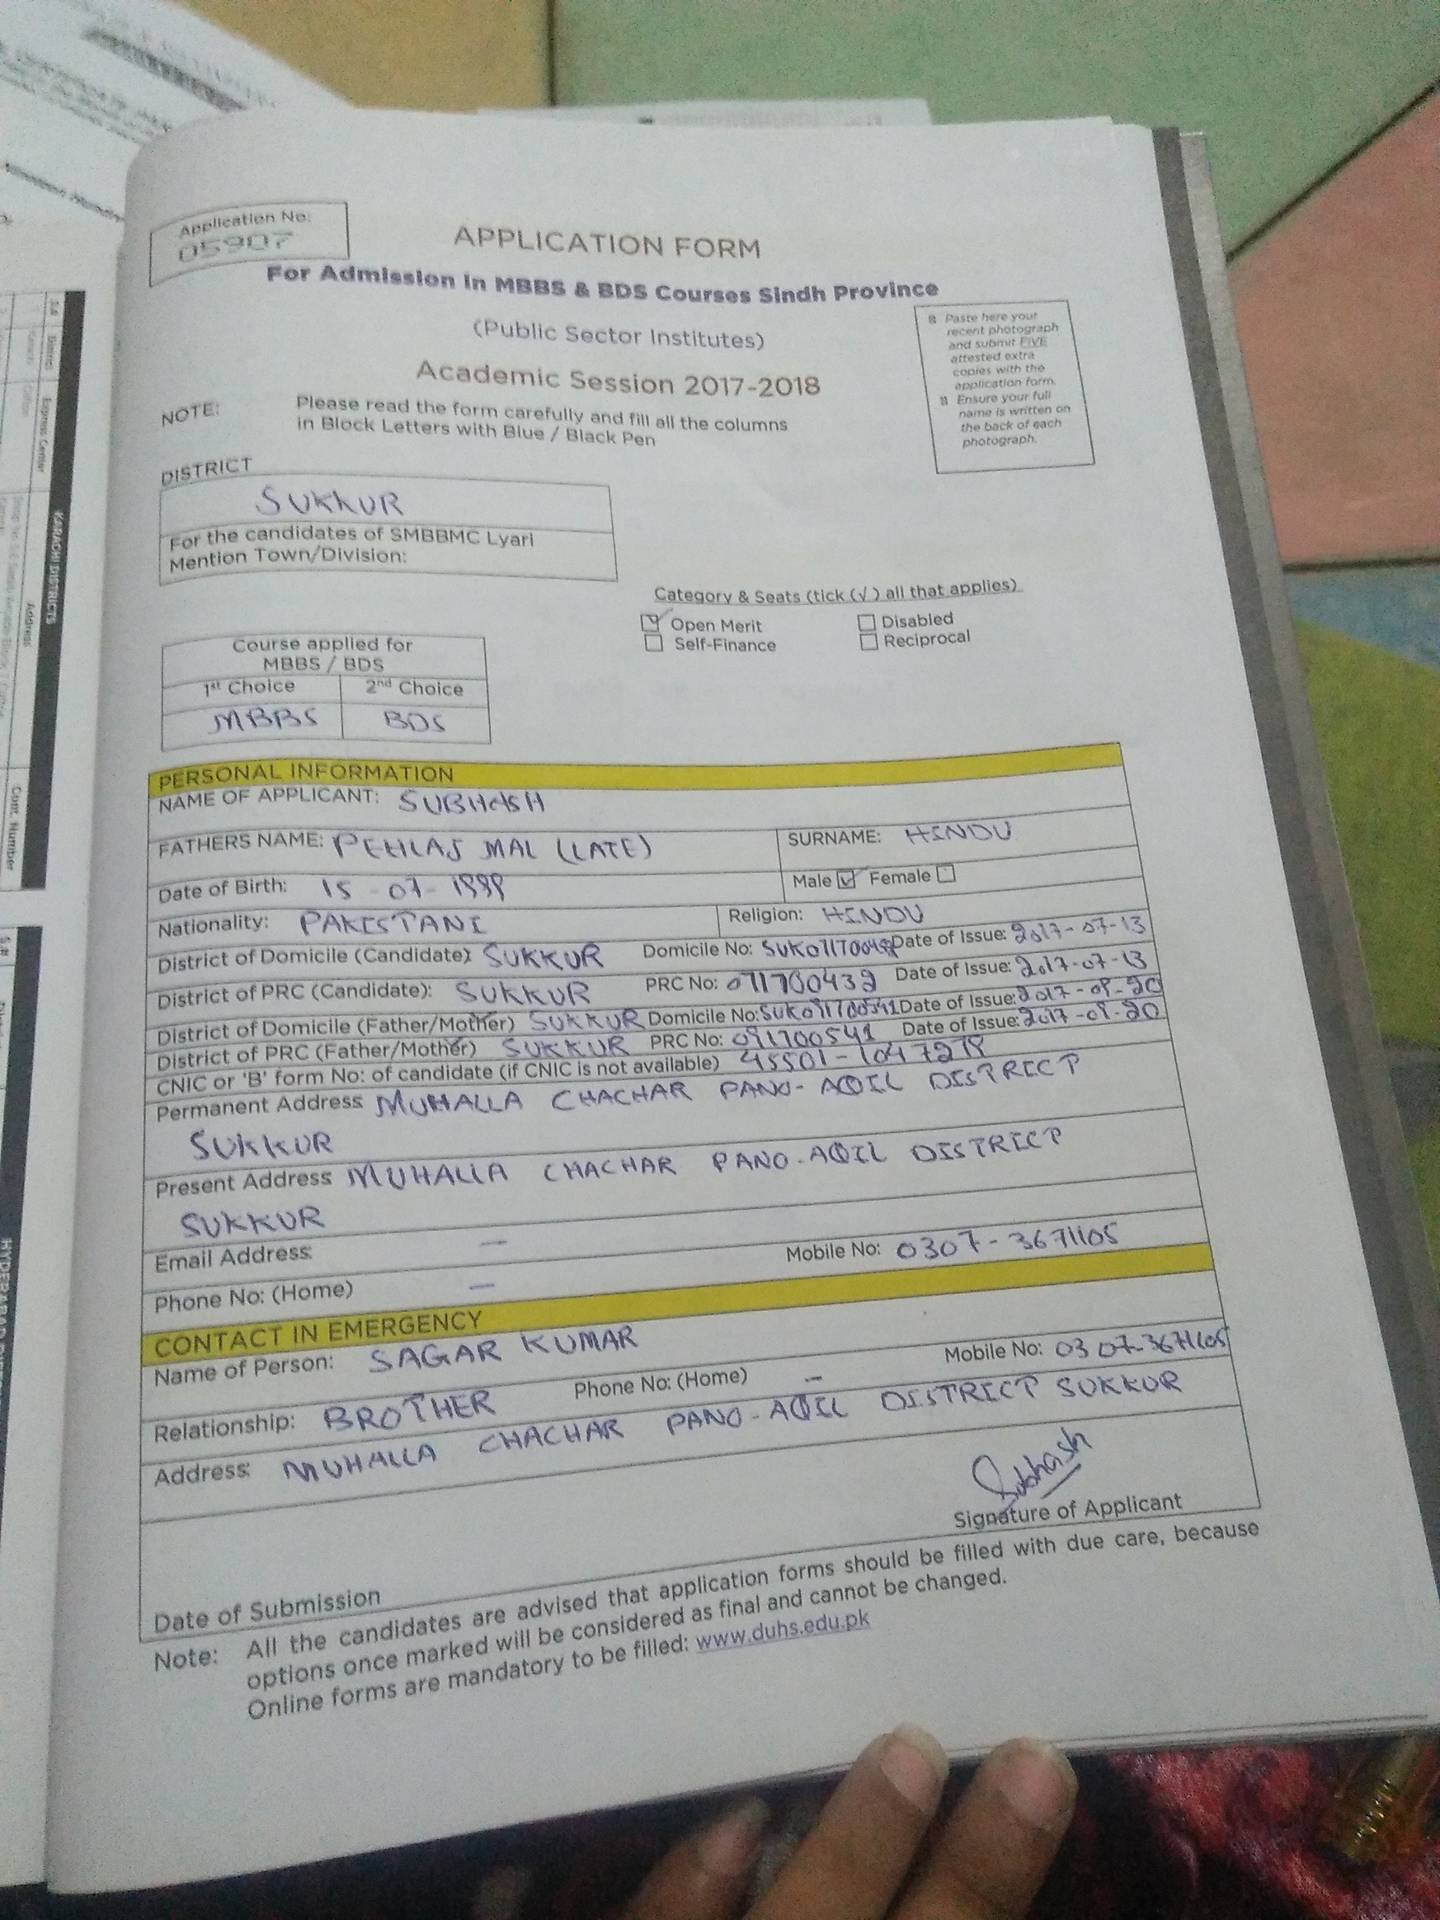 Application No:
05907
APPLICATION FORM
For Admission In MBBS & BDS Courses Sindh Province
(Public Sector Institutes)
Academic Session 2017-2018
Paste here your
recent photograph
and submit FIVE
attested extra
copies with the
application form.
Ensure your full
name is written on
the back of each
photograph.
NOTE: Please read the form carefully and fill all the columns
in Block Letters with Blue / Black Pen
DISTRICT
SUKKUR
For the candidates of SMBBMC Lyari
Mention Town/Division:
Category & Seats (tick (√) all that applies)
Open Merit Disabled
Self-Finance Reciprocal
Course applied for
MBBS / BDS
1st Choice 2nd Choice
MBBS BDS
PERSONAL INFORMATION
NAME OF APPLICANT: SUBHASH
FATHERS NAME: PEHLAJ MAL (LATE) SURNAME: HINDU
Date of Birth: 15-07-1999 Male Female
Nationality: PAKISTANI Religion: HINDU
District of Domicile (Candidate) SUKKUR Domicile No: Date of Issue: 2017-07-13
District of PRC (Candidate): SUKKUR PRC No: 071700432 Date of Issue: 2017-07-13
District of Domicile (Father/Mother) SUKKUR Domicile No: SUK091700541 Date of Issue: 2017-09-20
District of PRC (Father/Mother) SUKKUR PRC No: 091700541 Date of Issue: 2017-09-20
CNIC or 'B' form No: of candidate (if CNIC is not available)
Permanent Address MUHALLA CHACHAR PANO-AQIL DISTRICT
SUKKUR
Present Address MUHALLA CHACHAR PANO-AQIL DISTRICT
SUKKUR
Email Address: —
Mobile No: 0307-3671105
Phone No: (Home) —
CONTACT IN EMERGENCY
Name of Person: SAGAR KUMAR Mobile No: 0307-3671105
Relationship: BROTHER Phone No: (Home) —
Address: MUHALLA CHACHAR PANO-AQIL DISTRICT SUKKUR
Subhash
Signature of Applicant
Date of Submission
Note: All the candidates are advised that application forms should be filled with due care, because
options once marked will be considered as final and cannot be changed.
Online forms are mandatory to be filled: www.duhs.edu.pk
KARACHI DISTRICTS
S.# District Express Center Address Cont. Number